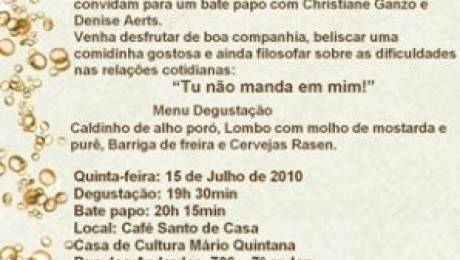 convidam para um bate papo com Christiane Ganzo e
Denise Aerts.
Venha desfrutar de boa companhia, beliscar uma
comidinha gostosa e ainda filosofar sobre as dificuldades
nas relações cotidianas:
“Tu não manda em mim!”
Menu Degustação
Caldinho de alho poró, Lombo com molho de mostarda e
purê, Barriga de freira e Cervejas Rasen.
Quinta-feira: 15 de Julho de 2010
Degustação: 19h 30min
Bate papo: 20h 15min
Local: Café Santo de Casa
Casa de Cultura Mário Quintana